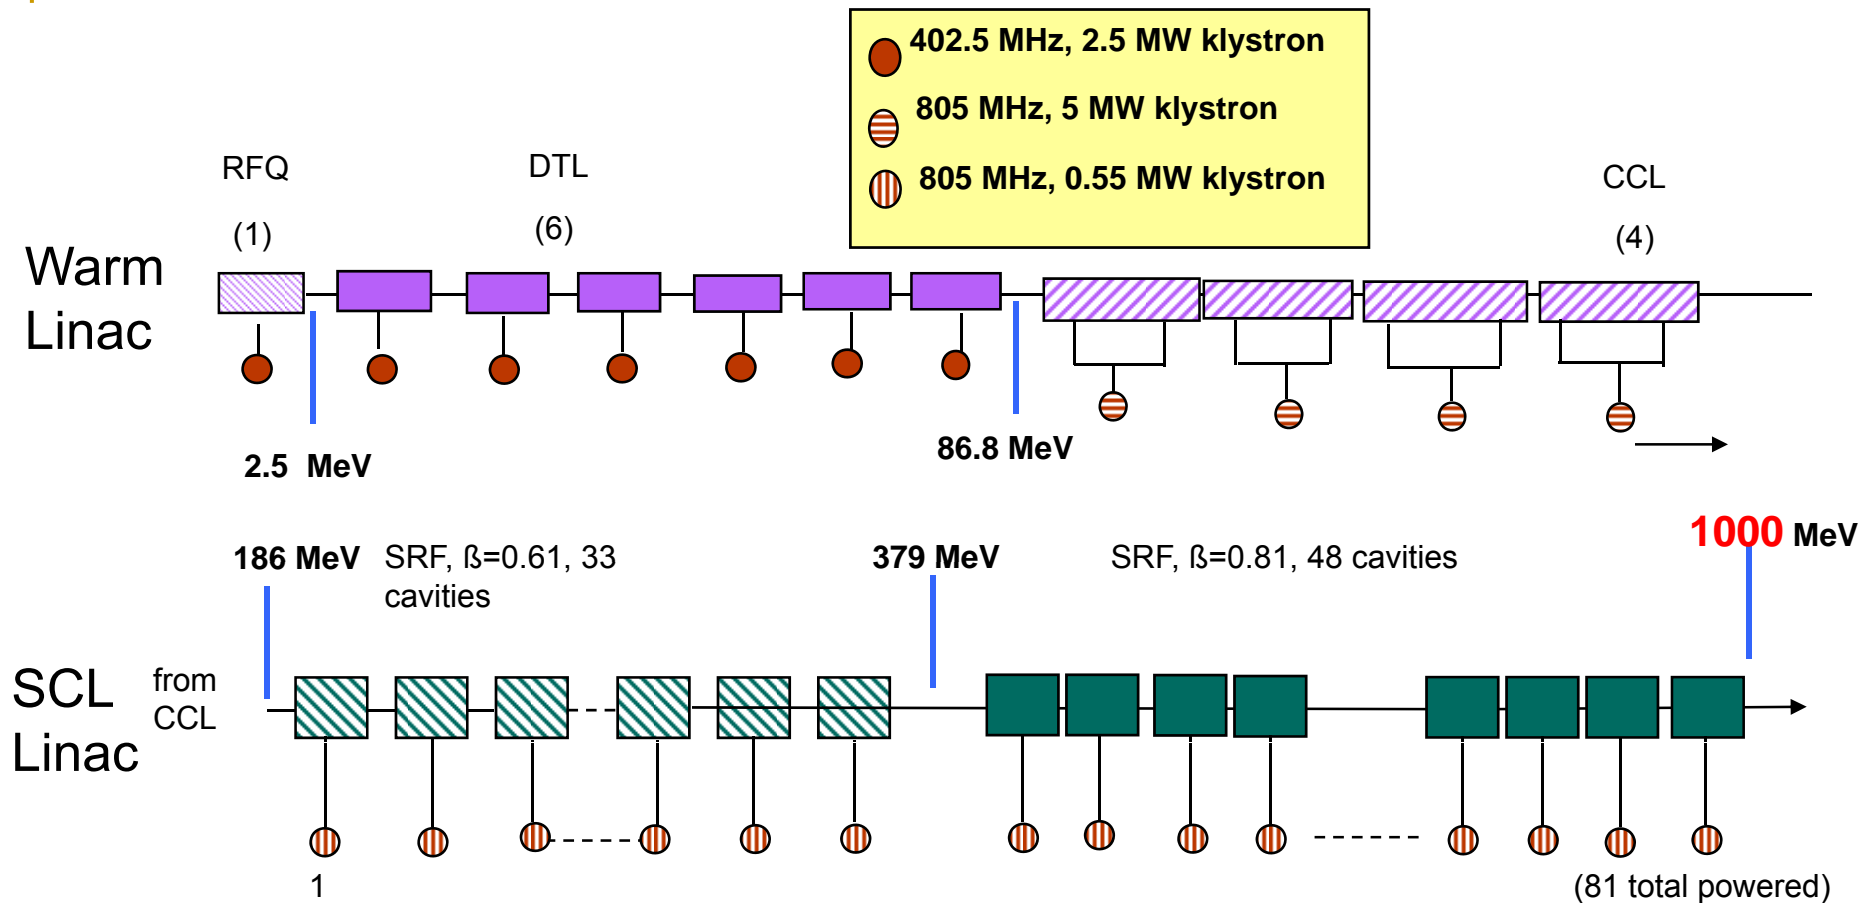 402.5 MHz, 2.5 MW klystron
805 MHz, 5 MW klystron
805 MHz, 0.55 MW klystron
RFQ
(1)
DTL
(6)
CCL
(4)
Warm
Linac
2.5 MeV
86.8 MeV
186 MeV
SRF, ß=0.61, 33
cavities
379 MeV
SRF, ß=0.81, 48 cavities
1000 MeV
SCL
Linac
from
CCL
1
(81 total powered)